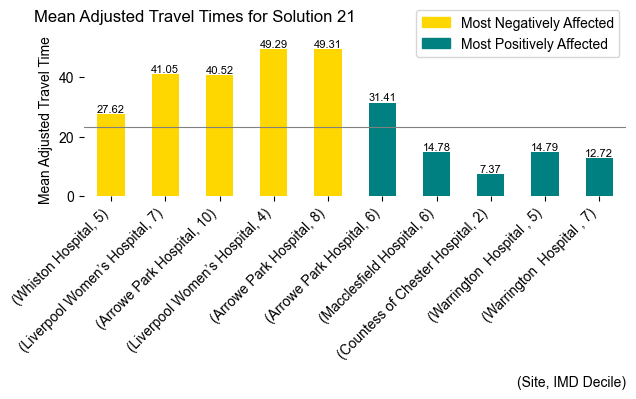 Mean Adjusted Travel Times for Solution 21
Most Negatively Affected
Most Positively Affected
Mean Adjusted Travel Time
40
20
0
27.62
41.05
40.52
49.29
49.31
31.41
14.78
7.37
14.79
12.72
(Whiston Hospital, 5)
(Liverpool Women's Hospital, 7)
(Arrowe Park Hospital, 10)
(Liverpool Women's Hospital, 4)
(Arrowe Park Hospital, 8)
(Arrowe Park Hospital, 6)
(Macclesfield Hospital, 6)
(Countess of Chester Hospital, 2)
(Warrington  Hospital , 5)
(Warrington  Hospital , 7)
(Site, IMD Decile)